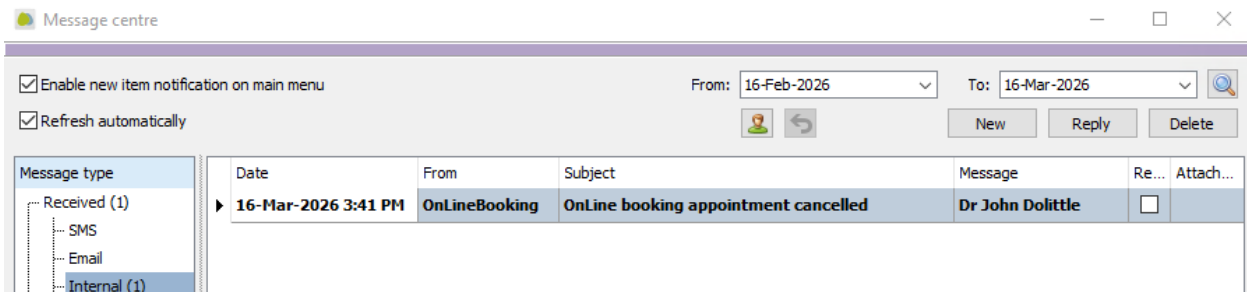 Message centre
Enable new item notification on main menu
From: 16-Feb-2026 To: 16-Mar-2026
Refresh automatically
New Reply Delete
Message type Date From Subject Message Re... Attach...
Received (1) 16-Mar-2026 3:41 PM OnLineBooking OnLine booking appointment cancelled Dr John Dolittle
SMS
Email
Internal (1)